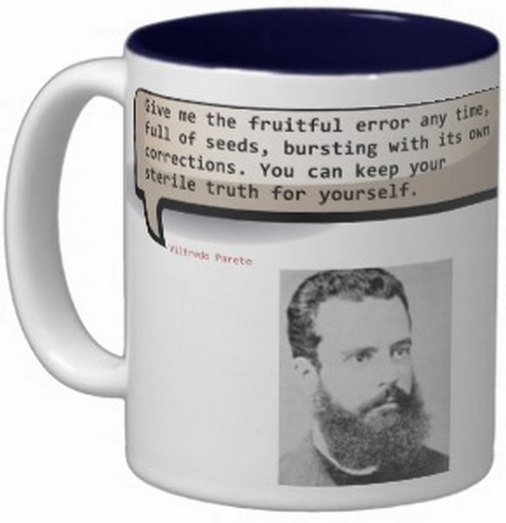 Give me the fruitful error any time,
full of seeds, bursting with its own
corrections. You can keep your
sterile truth for yourself.
Vilfredo Pareto